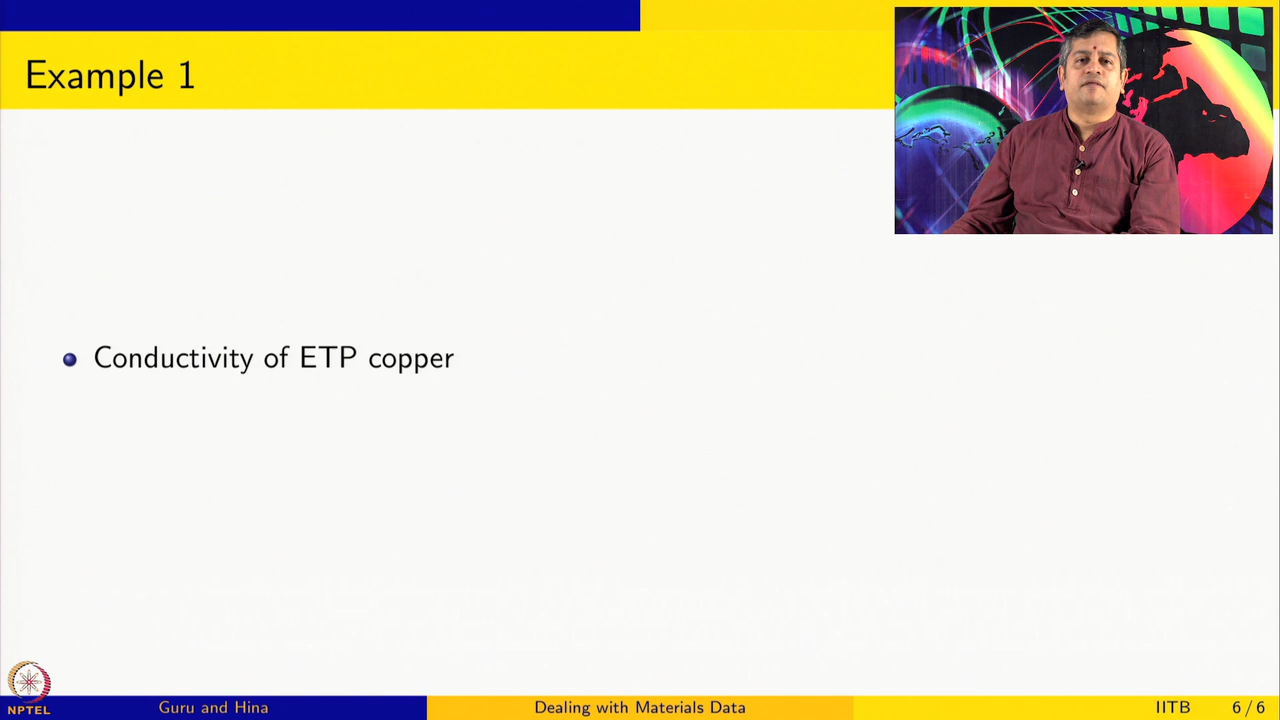 Example 1
Conductivity of ETP copper
NPTEL
Guru and Hina
Dealing with Materials Data
IITB
6 / 6